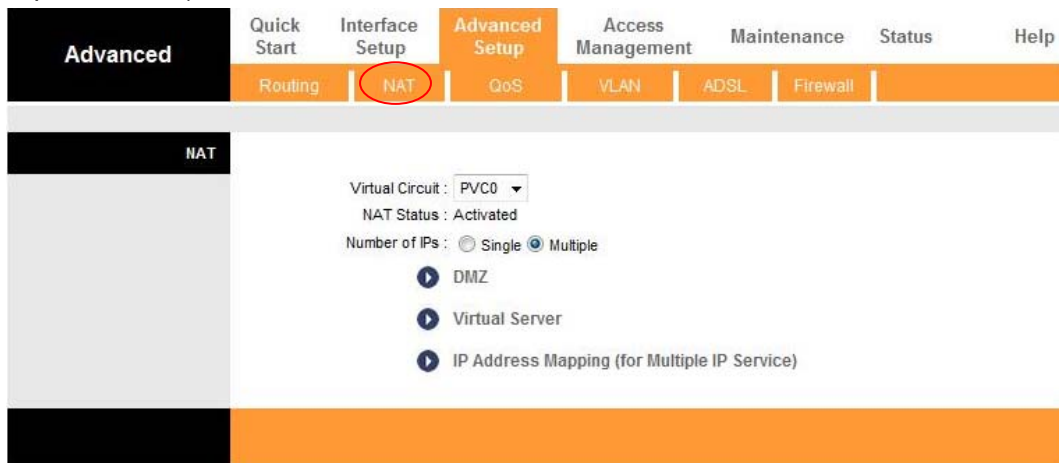 Advanced
Quick Start
Interface Setup
Advanced Setup
Access Management
Maintenance
Status
Help
Routing
NAT
QoS
VLAN
ADSL
Firewall
NAT
Virtual Circuit : PVC0
NAT Status : Activated
Number of IPs : Single Multiple
DMZ
Virtual Server
IP Address Mapping (for Multiple IP Service)